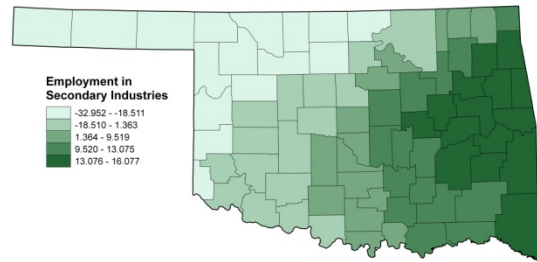 Employment in
Secondary Industries
-32.952 - -18.511
-18.510 - 1.363
1.364 - 9.519
9.520 - 13.075
13.076 - 16.077